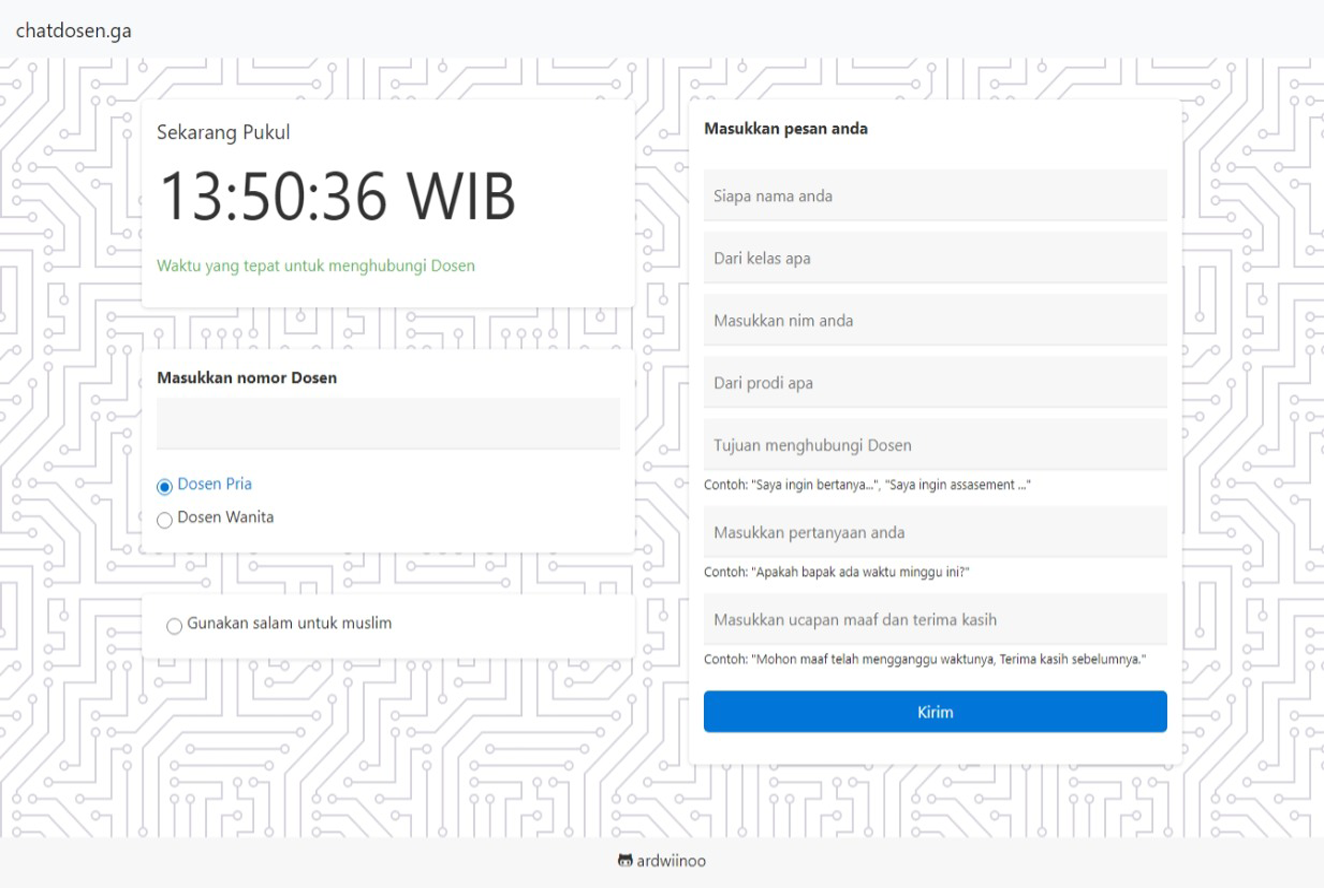 chatdosen.ga
Sekarang Pukul
13:50:36 WIB
Waktu yang tepat untuk menghubungi Dosen
Masukkan nomor Dosen
Dosen Pria
Dosen Wanita
Gunakan salam untuk muslim
Masukkan pesan anda
Siapa nama anda
Dari kelas apa
Masukkan nim anda
Dari prodi apa
Tujuan menghubungi Dosen
Contoh: "Saya ingin bertanya...", "Saya ingin assasement ..."
Masukkan pertanyaan anda
Contoh: "Apakah bapak ada waktu minggu ini?"
Masukkan ucapan maaf dan terima kasih
Contoh: "Mohon maaf telah mengganggu waktunya, Terima kasih sebelumnya."
Kirim
ardwiinoo